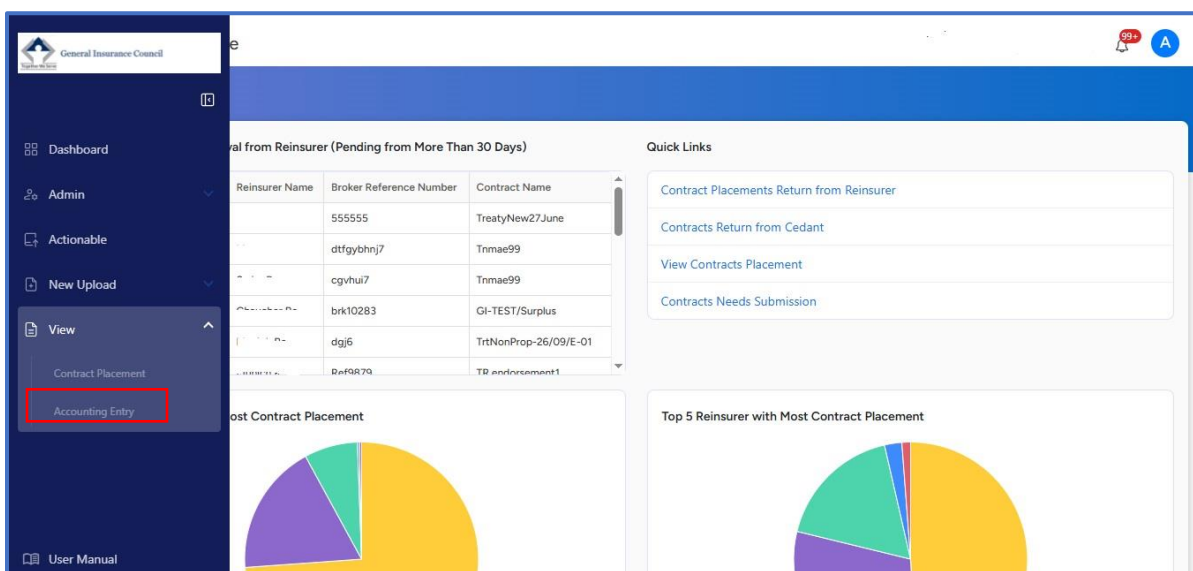 General Insurance Council
e
99+
A
Dashboard
Admin
Actionable
New Upload
View
Contract Placement
Accounting Entry
User Manual
val from Reinsurer (Pending from More Than 30 Days)
Reinsurer Name Broker Reference Number Contract Name
555555 TreatyNew27June
dtfgybhnj7 Tnmae99
cgvhui7 Tnmae99
brk10283 GI-TEST/Surplus
dgj6 TrtNonProp-26/09/E-01
Ref9879 TR endorsement1
Quick Links
Contract Placements Return from Reinsurer
Contracts Return from Cedant
View Contracts Placement
Contracts Needs Submission
ost Contract Placement
Top 5 Reinsurer with Most Contract Placement